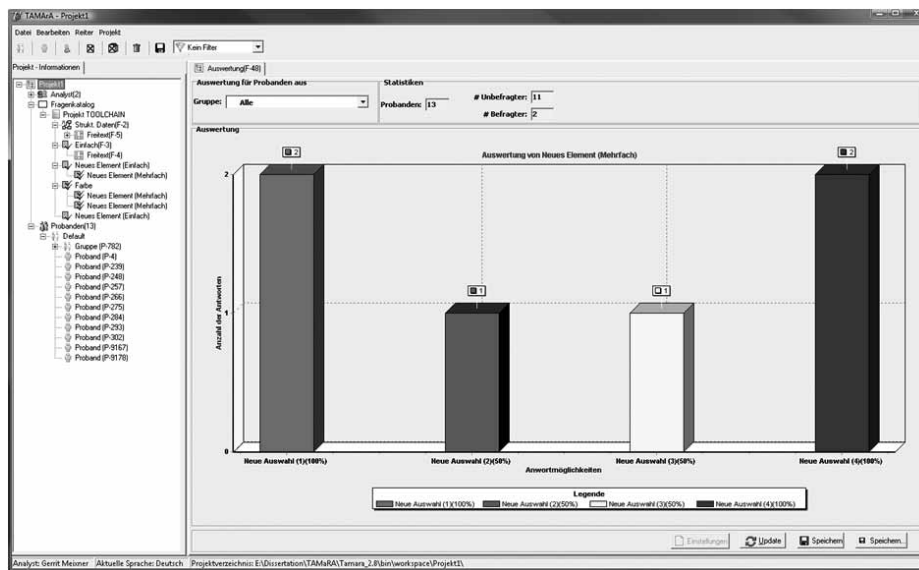 TAMArA - Projekt1
Datei Bearbeiten Reiter Projekt
Kein Filter
Projekt - Informationen
Projekt1
Analyst(2)
Fragenkatalog
Projekt TOOLCHAIN
Strukt. Daten(F-2)
Freitext(F-5)
Einfach(F-3)
Freitext(F-4)
Neues Element (Einfach)
Neues Element (Mehrfach)
Farbe
Neues Element (Mehrfach)
Neues Element (Mehrfach)
Neues Element (Einfach)
Probanden(13)
Default
Gruppe (P-782)
Proband (P-4)
Proband (P-239)
Proband (P-248)
Proband (P-257)
Proband (P-266)
Proband (P-275)
Proband (P-284)
Proband (P-293)
Proband (P-302)
Proband (P-9167)
Proband (P-9178)
Auswertung(F-48)
Auswertung für Probanden aus
Gruppe: Alle
Statistiken
Probanden: 13
# Unbefragter: 11
# Befragter: 2
Auswertung
Auswertung von Neues Element (Mehrfach)
2
2
1
1
2
1
0
Anzahl der Antworten
Neue Auswahl (1)(100%)
Neue Auswahl (2)(50%)
Neue Auswahl (3)(50%)
Neue Auswahl (4)(100%)
Anwortmöglichkeiten
Legende
Neue Auswahl (1)(100%) Neue Auswahl (2)(50%) Neue Auswahl (3)(50%) Neue Auswahl (4)(100%)
Einstellungen Update Speichern Speichern...
Analyst: Gerrit Meixner Aktuelle Sprache: Deutsch Projektverzeichnis: E:\Dissertation\TAMaRA\Tamara_2.8\bin\workspace\Projekt1\